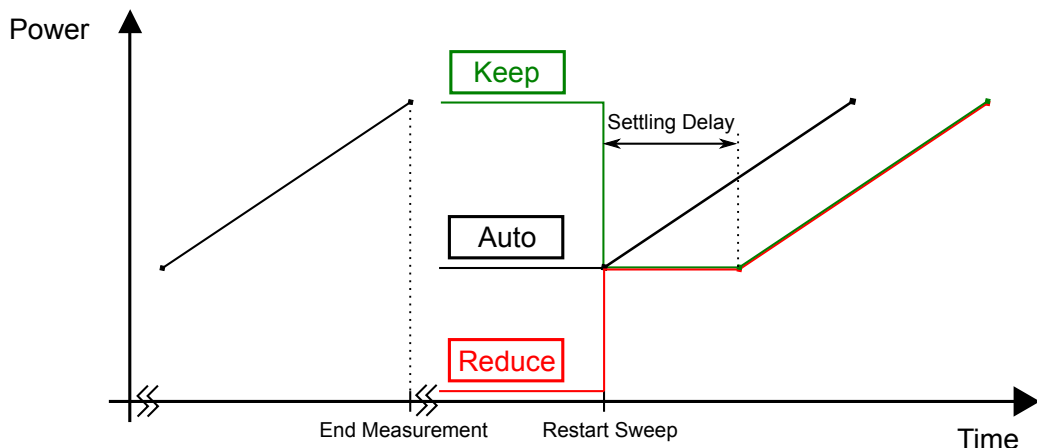 Power
Keep
Settling Delay
Auto
Reduce
End Measurement
Restart Sweep
Time